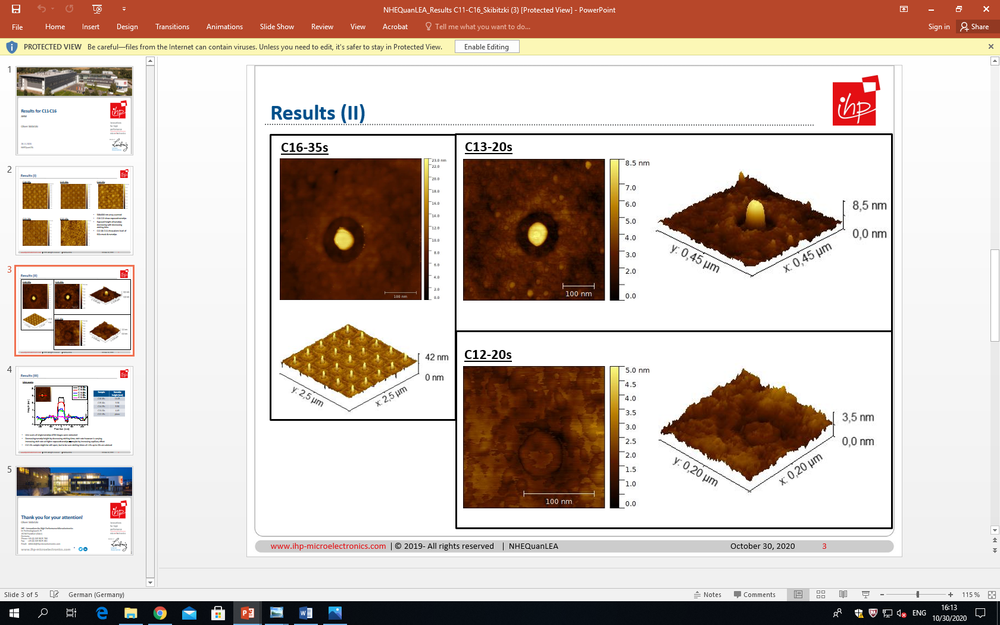 NHEQuanLEA_Results C11-C16_Skibitzki (3) [Protected View] - PowerPoint
File Home Insert Design Transitions Animations Slide Show Review View Acrobat Tell me what you want to do... Sign in Share
PROTECTED VIEW Be careful—files from the Internet can contain viruses. Unless you need to edit, it's safer to stay in Protected View. Enable Editing
1
Results for C11-C16
AFM
2
Results (I)
3
Results (II)
4
Results (III)
5
Thank you for your attention!
www.ihp-microelectronics.com
ihp
Results (II)
C16-35s
23.0 nm
22.0
20.0
18.0
16.0
14.0
12.0
10.0
8.0
6.0
4.0
2.0
0.0
100 nm
42 nm
0 nm
y: 2,5 µm
x: 2,5 µm
C13-20s
8.5 nm
7.0
6.0
5.0
4.0
3.0
2.0
0.0
100 nm
8,5 nm
0,0 nm
y: 0,45 µm
x: 0,45 µm
C12-20s
5.0 nm
4.5
4.0
3.5
3.0
2.5
2.0
1.5
1.0
0.0
100 nm
3,5 nm
0,0 nm
y: 0,20 µm
x: 0,20 µm
www.ihp-microelectronics.com | © 2019- All rights reserved | NHEQuanLEA October 30, 2020 3
Slide 3 of 5 German (Germany) Notes Comments 115 %
ENG
16:13
10/30/2020